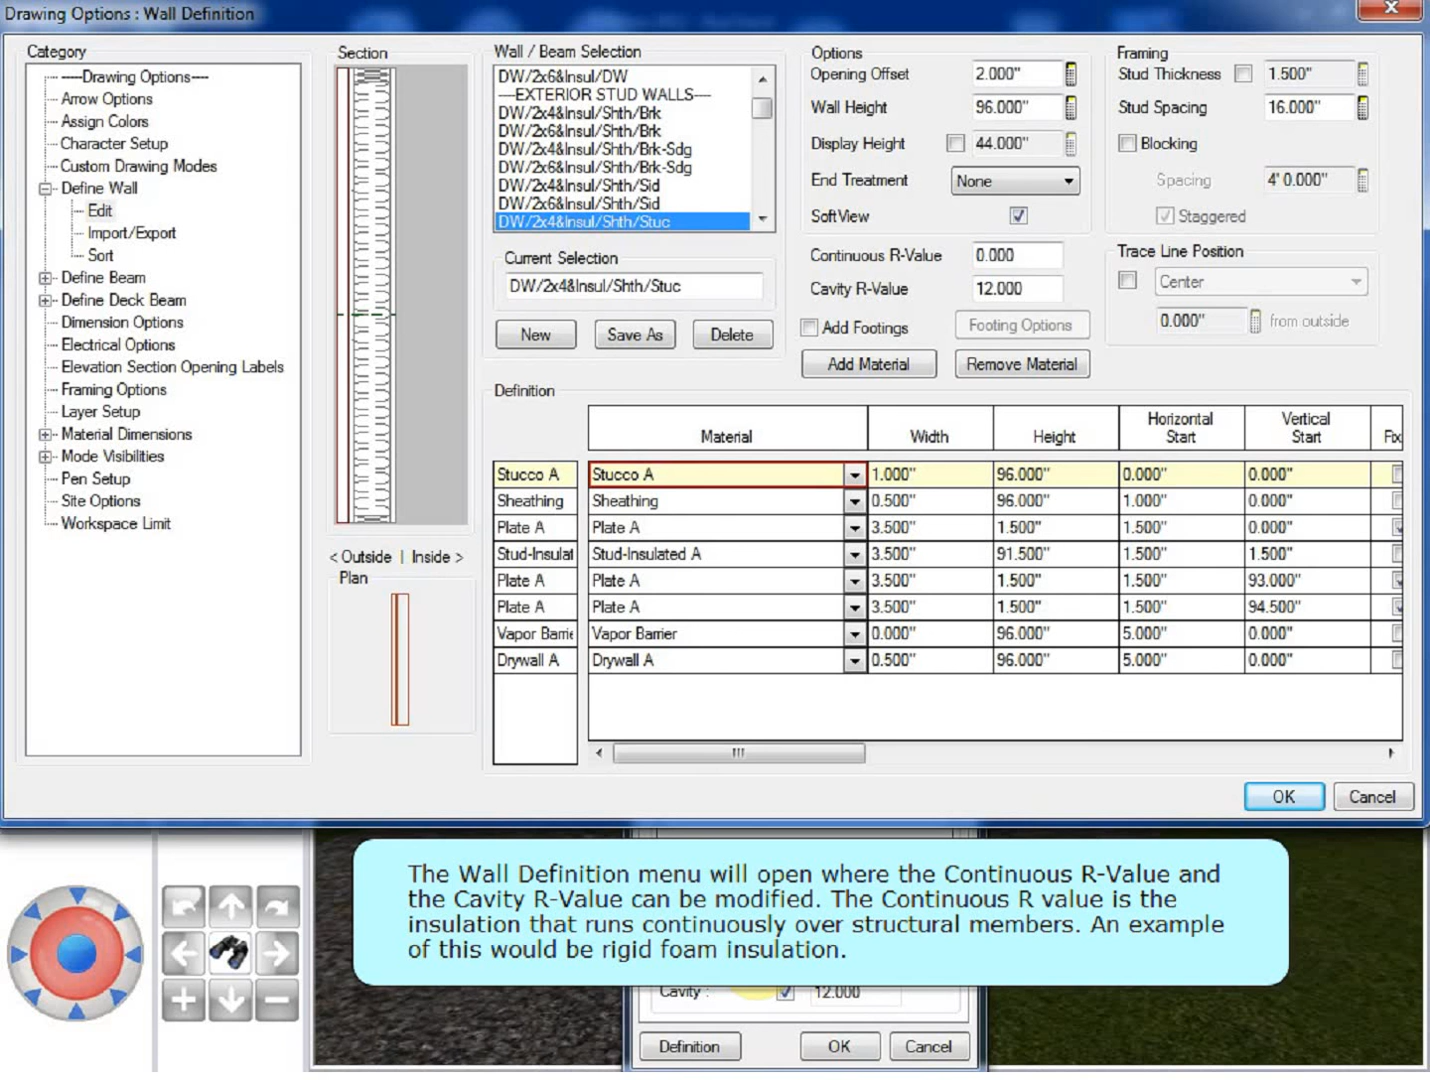 Drawing Options : Wall Definition
Category
----Drawing Options----
Arrow Options
Assign Colors
Character Setup
Custom Drawing Modes
Define Wall
Edit
Import/Export
Sort
Define Beam
Define Deck Beam
Dimension Options
Electrical Options
Elevation Section Opening Labels
Framing Options
Layer Setup
Material Dimensions
Mode Visibilities
Pen Setup
Site Options
Workspace Limit
Section
< Outside | Inside >
Plan
Wall / Beam Selection
DW/2x6&Insul/DW
----EXTERIOR STUD WALLS----
DW/2x4&Insul/Shth/Brk
DW/2x6&Insul/Shth/Brk
DW/2x4&Insul/Shth/Brk-Sdg
DW/2x6&Insul/Shth/Brk-Sdg
DW/2x4&Insul/Shth/Sid
DW/2x6&Insul/Shth/Sid
DW/2x4&Insul/Shth/Stuc
Current Selection
DW/2x4&Insul/Shth/Stuc
New Save As Delete
Options
Opening Offset 2.000"
Wall Height 96.000"
Display Height 44.000"
End Treatment None
SoftView
Continuous R-Value 0.000
Cavity R-Value 12.000
Add Footings Footing Options
Add Material Remove Material
Framing
Stud Thickness 1.500"
Stud Spacing 16.000"
Blocking
Spacing 4' 0.000"
Staggered
Trace Line Position
Center
0.000" from outside
Definition
Material Width Height Horizontal Start Vertical Start Fix
Stucco A Stucco A 1.000" 96.000" 0.000" 0.000"
Sheathing Sheathing 0.500" 96.000" 1.000" 0.000"
Plate A Plate A 3.500" 1.500" 1.500" 0.000"
Stud-Insulat Stud-Insulated A 3.500" 91.500" 1.500" 1.500"
Plate A Plate A 3.500" 1.500" 1.500" 93.000"
Plate A Plate A 3.500" 1.500" 1.500" 94.500"
Vapor Barrie Vapor Barrier 0.000" 96.000" 5.000" 0.000"
Drywall A Drywall A 0.500" 96.000" 5.000" 0.000"
OK Cancel
The Wall Definition menu will open where the Continuous R-Value and
the Cavity R-Value can be modified. The Continuous R value is the
insulation that runs continuously over structural members. An example
of this would be rigid foam insulation.
Cavity : 12.000
Definition OK Cancel